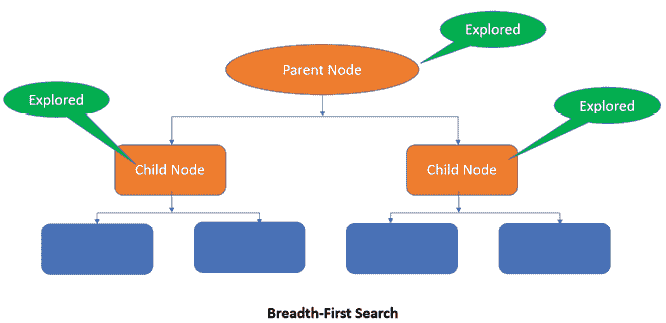 Explored
Parent Node
Explored
Explored
Child Node
Child Node
Breadth-First Search